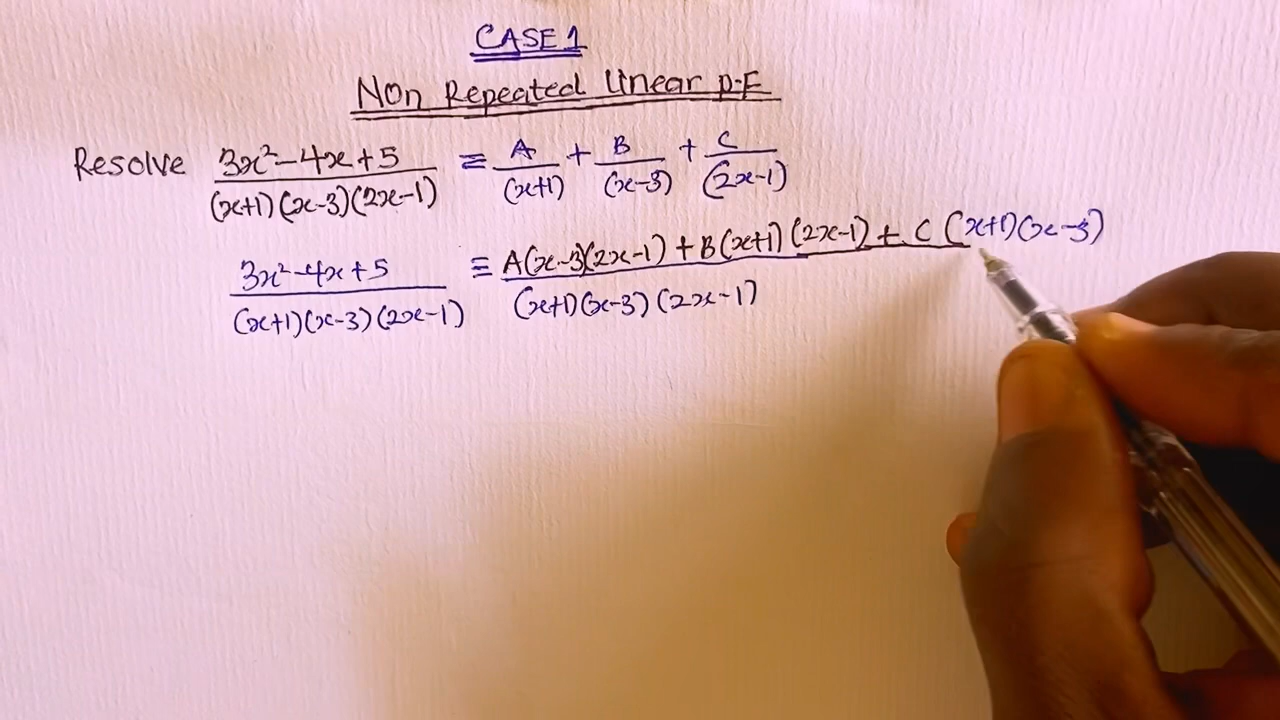 CASE 1
Non Repeated Linear P.F
Resolve (3x²-4x+5)/((x+1)(x-3)(2x-1)) ≡ A/(x+1) + B/(x-3) + C/(2x-1)
(3x²-4x+5)/((x+1)(x-3)(2x-1)) ≡ (A(x-3)(2x-1) + B(x+1)(2x-1) + C(x+1)(x-3))/((x+1)(x-3)(2x-1))